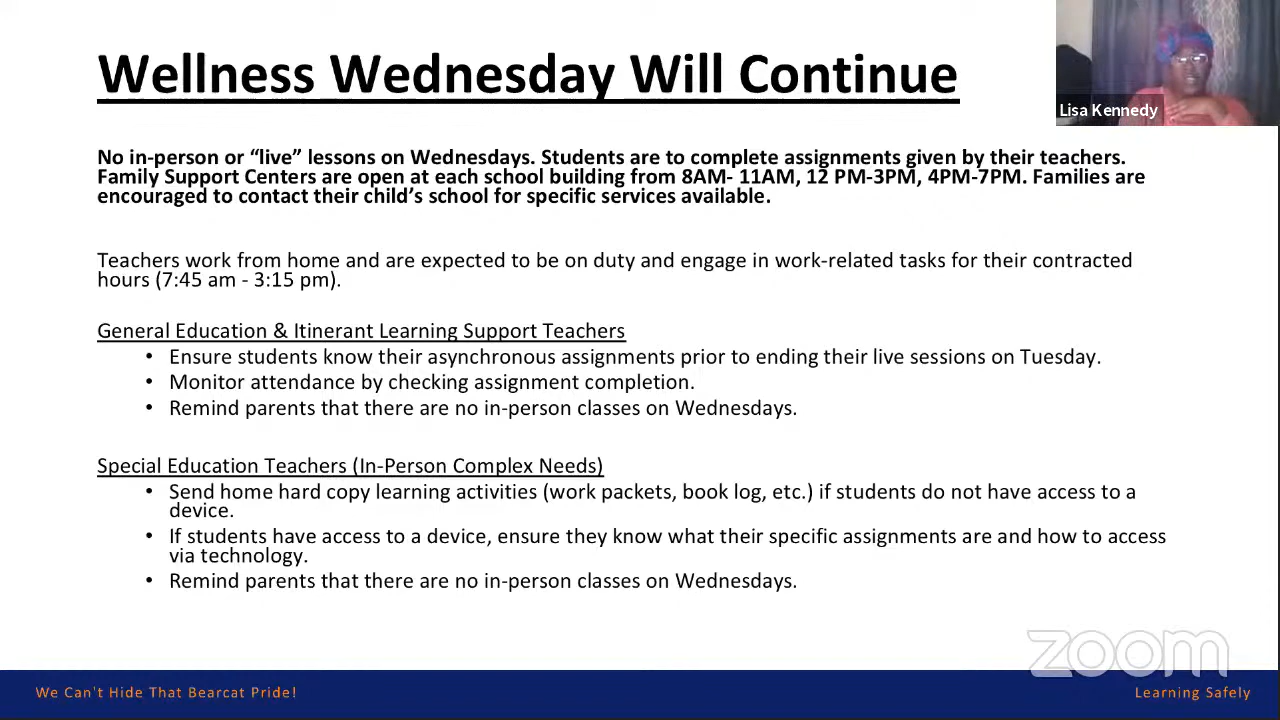 Wellness Wednesday Will Continue
Lisa Kennedy
No in-person or “live” lessons on Wednesdays. Students are to complete assignments given by their teachers.
Family Support Centers are open at each school building from 8AM- 11AM, 12 PM-3PM, 4PM-7PM. Families are
encouraged to contact their child’s school for specific services available.
Teachers work from home and are expected to be on duty and engage in work-related tasks for their contracted
hours (7:45 am - 3:15 pm).
General Education & Itinerant Learning Support Teachers
• Ensure students know their asynchronous assignments prior to ending their live sessions on Tuesday.
• Monitor attendance by checking assignment completion.
• Remind parents that there are no in-person classes on Wednesdays.
Special Education Teachers (In-Person Complex Needs)
• Send home hard copy learning activities (work packets, book log, etc.) if students do not have access to a
device.
• If students have access to a device, ensure they know what their specific assignments are and how to access
via technology.
• Remind parents that there are no in-person classes on Wednesdays.
zoom
We Can't Hide That Bearcat Pride!
Learning Safely